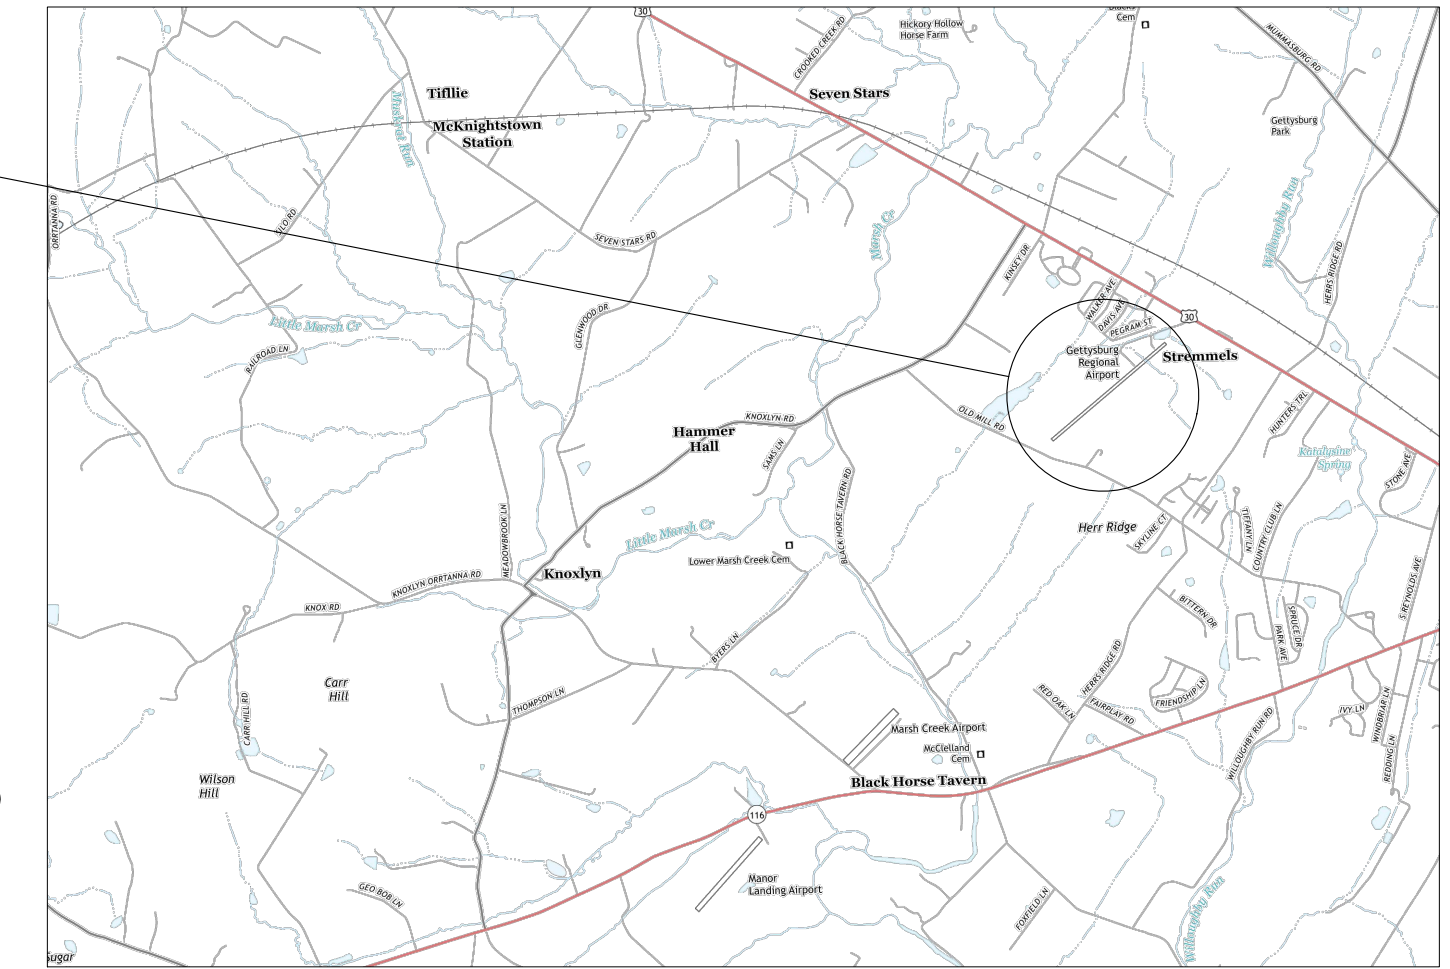 30
Blacks
Cem
Hickory Hollow
Horse Farm
CROOKED CREEK RD
MUMMASBURG RD
Tifllie
Seven Stars
McKnightstown
Station
Muskrat Run
Gettysburg
Park
ORRTANNA RD
SILO RD
SEVEN STARS RD
Marsh Cr
Willoughby Run
KINSEY DR
HERRS RIDGE RD
WALKER AVE
DAVIS AVE
PEGRAM ST
30
Little Marsh Cr
GLENWOOD DR
RAILROAD LN
Gettysburg
Regional
Airport
Stremmels
KNOXLYN RD
OLD MILL RD
HUNTERS TRL
Hammer
Hall
SAMS LN
Katalysine
Spring
STONE AVE
BLACK HORSE TAVERN RD
MEADOWBROOK LN
Little Marsh Cr
Herr Ridge
SKYLINE CT
TIFFANY LN
COUNTRY CLUB LN
Lower Marsh Creek Cem
Knoxlyn
KNOXLYN ORRTANNA RD
KNOX RD
S REYNOLDS AVE
BITTERN DR
SPRUCE DR
PARK AVE
BYERS LN
HERRS RIDGE RD
Carr
Hill
THOMPSON LN
RED OAK LN
FRIENDSHIP LN
FAIRPLAY RD
IVY LN
WINDBRIAR LN
CARR HILL RD
Marsh Creek Airport
McClelland
Cem
WILLOUGHBY RUN RD
REDDING LN
Wilson
Hill
Black Horse Tavern
116
Manor
Landing Airport
GEO BOB LN
FOXFIELD LN
Willoughby Run
Sugar